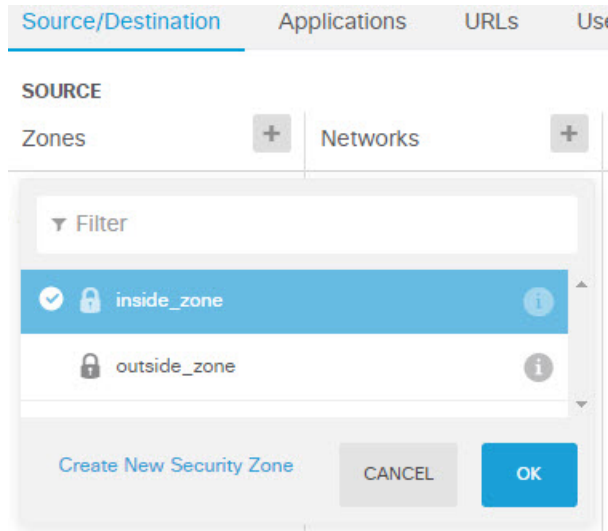 Source/Destination Applications URLs
SOURCE
Zones + Networks +
Filter
inside_zone i
outside_zone i
Create New Security Zone CANCEL OK